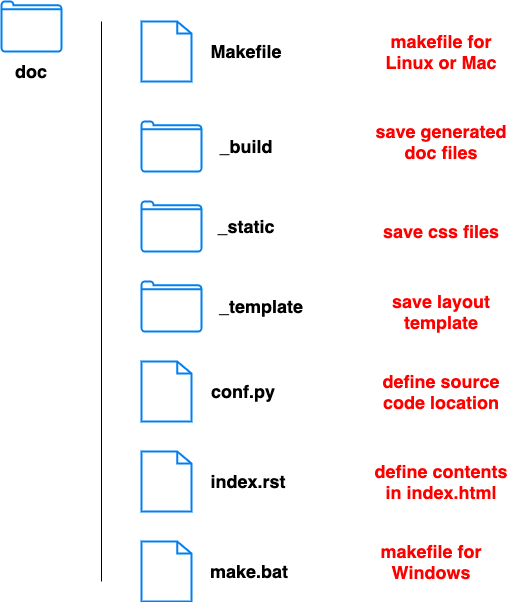 doc
Makefile
makefile for
Linux or Mac
_build
save generated
doc files
_static
save css files
_template
save layout
template
conf.py
define source
code location
index.rst
define contents
in index.html
make.bat
makefile for
Windows